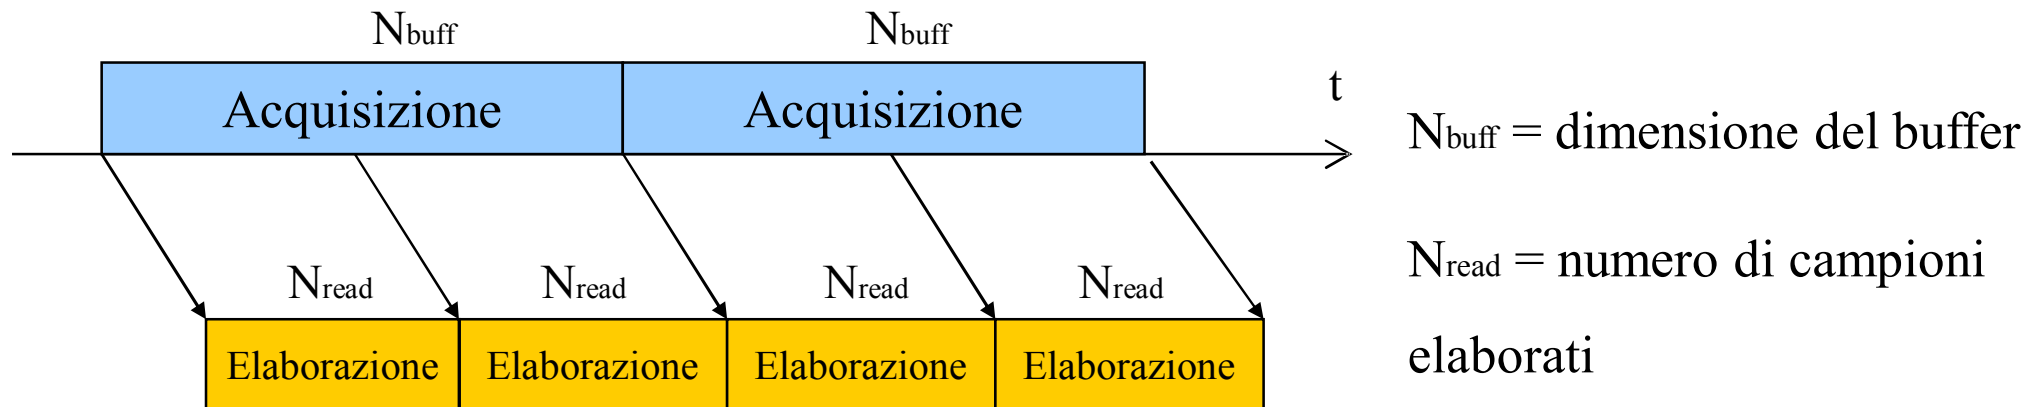 Nbuff Nbuff
Acquisizione Acquisizione t
Nbuff = dimensione del buffer
Nread = numero di campioni
elaborati
Nread Nread Nread Nread
Elaborazione Elaborazione Elaborazione Elaborazione